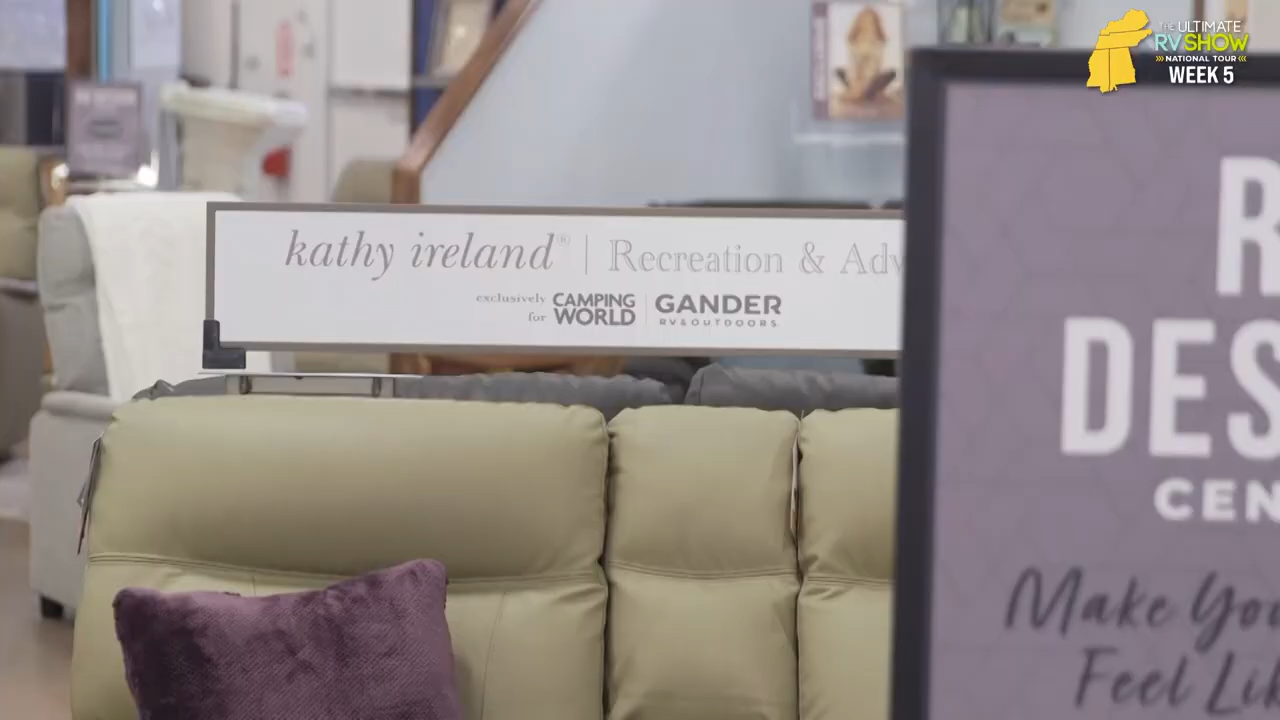 THE ULTIMATE
RV SHOW
NATIONAL TOUR
WEEK 5
kathy ireland® | Recreation & Adv
exclusively for CAMPING WORLD | GANDER RV & OUTDOORS
R
DES
CEN
Make You
Feel Lik